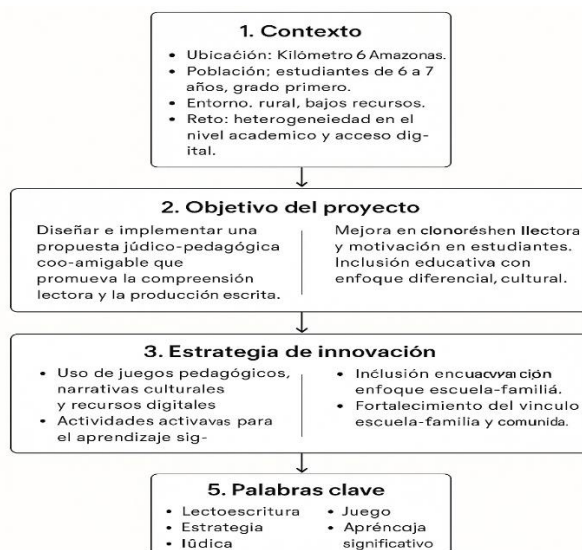 1. Contexto
• Ubicación: Kilómetro 6 Amazonas.
• Población; estudiantes de 6 a 7
años, grado primero.
• Entorno. rural, bajos recursos.
• Reto: heterogeneiedad en el
nivel academico y acceso dig-
ital.
2. Objetivo del proyecto
Diseñar e implementar una
propuesta júdico-pedagógica
coo-amigable que
promueva la compreensión
lectora y la producción escrita.
Mejora en clonoréshen llectora
y motivación en estudiantes.
Inclusión educativa con
enfoque diferencial, cultural.
3. Estrategia de innovación
• Uso de juegos pedagógicos,
narrativas culturales
y recursos digitales
• Actividades activavas para
el aprendizaje sig-
• Inclusión
enfoque escuela-familiá.
• Fortalecimiento del vinculo
escuela-familia y comunida.
5. Palabras clave
• Lectoescritura
• Estrategia
• lúdica
• Juego
• Apréncaja
significativo